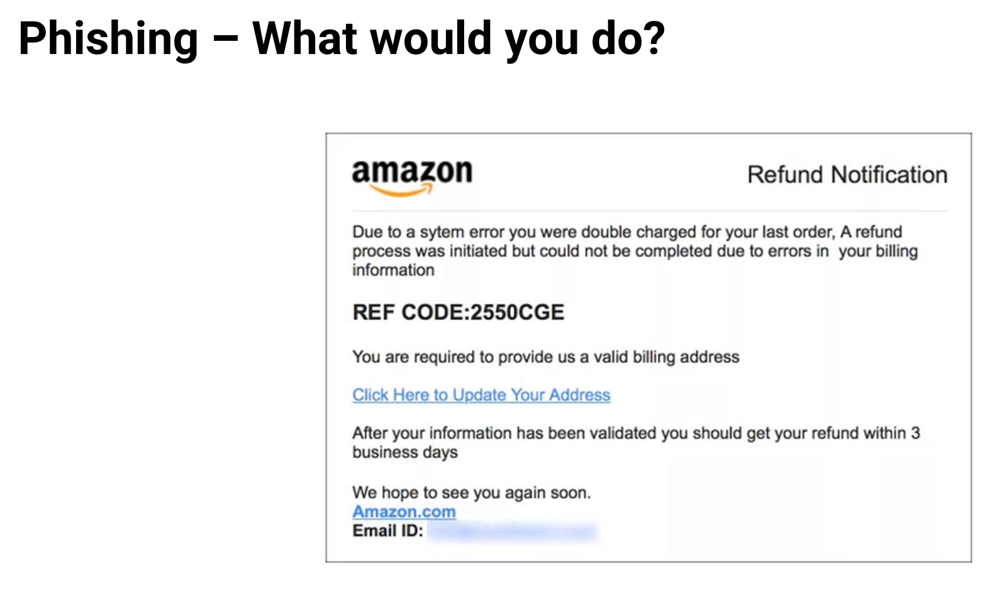 Phishing – What would you do?
amazon
Refund Notification
Due to a sytem error you were double charged for your last order, A refund
process was initiated but could not be completed due to errors in  your billing
information
REF CODE:2550CGE
You are required to provide us a valid billing address
Click Here to Update Your Address
After your information has been validated you should get your refund within 3
business days
We hope to see you again soon.
Amazon.com
Email ID: